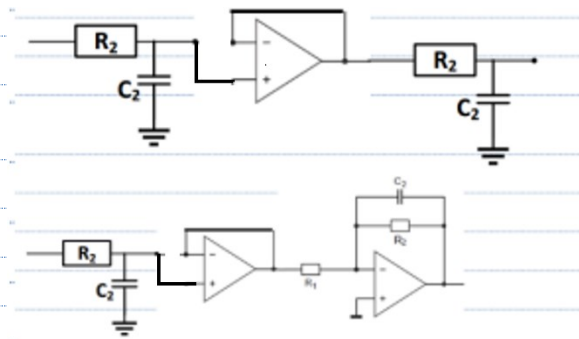 R₂
C₂
−
+
R₂
C₂
R₂
C₂
−
+
R₁
C₂
R₂
−
+